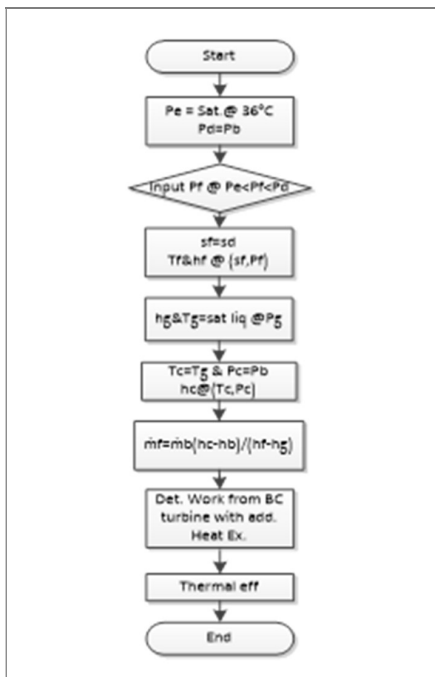 Start
Pe = Sat.@ 36°C
Pd=Pb
Input Pf @ Pe<Pf<Pd
sf=sd
Tf&hf @ (sf,Pf)
hg&Tg=sat liq @Pg
Tc=Tg & Pc=Pb
hc@(Tc,Pc)
ṁf=ṁb(hc-hb)/(hf-hg)
Det. Work from BC
turbine with add.
Heat Ex.
Thermal eff
End